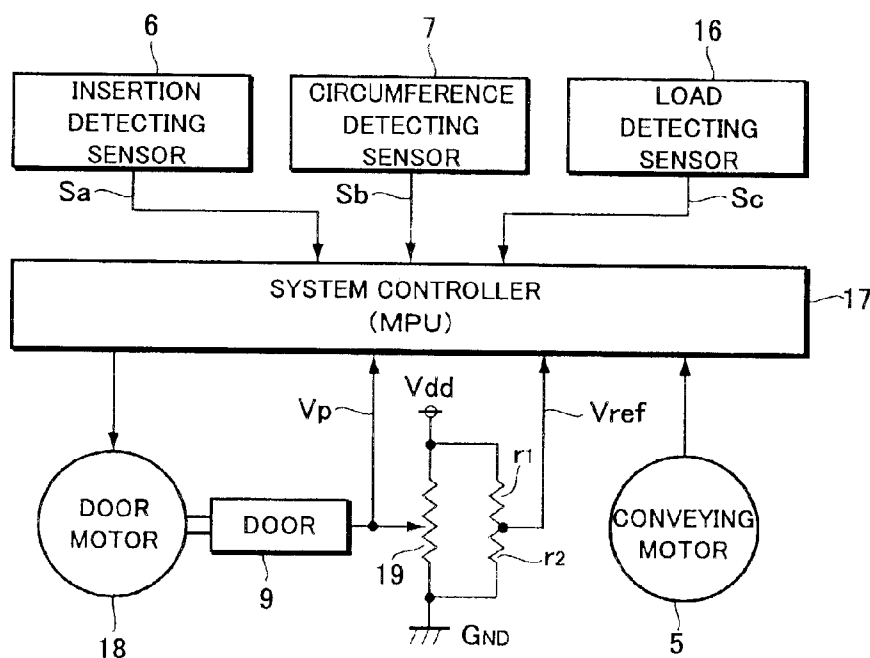 6
7
16
INSERTION
DETECTING
SENSOR
CIRCUMFERENCE
DETECTING
SENSOR
LOAD
DETECTING
SENSOR
Sa
Sb
Sc
SYSTEM CONTROLLER
(MPU)
17
Vdd
Vp
Vref
r1
DOOR
MOTOR
DOOR
CONVEYING
MOTOR
r2
9
19
18
GND
5